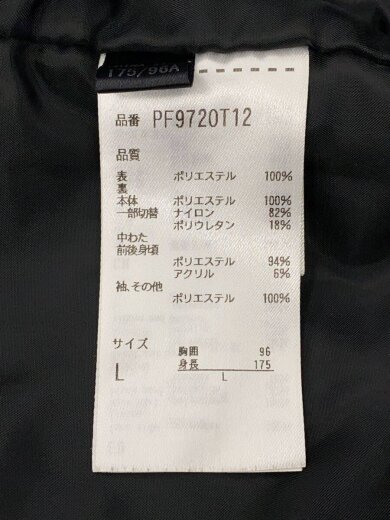 175/96A
品番 PF9720T12
品質
表 ポリエステル 100%
裏
本体 ポリエステル 100%
一部切替 ナイロン 82%
ポリウレタン 18%
中わた
前後身頃
ポリエステル 94%
アクリル 6%
袖、その他
ポリエステル 100%
サイズ 胸囲 96
L 身長 175
L